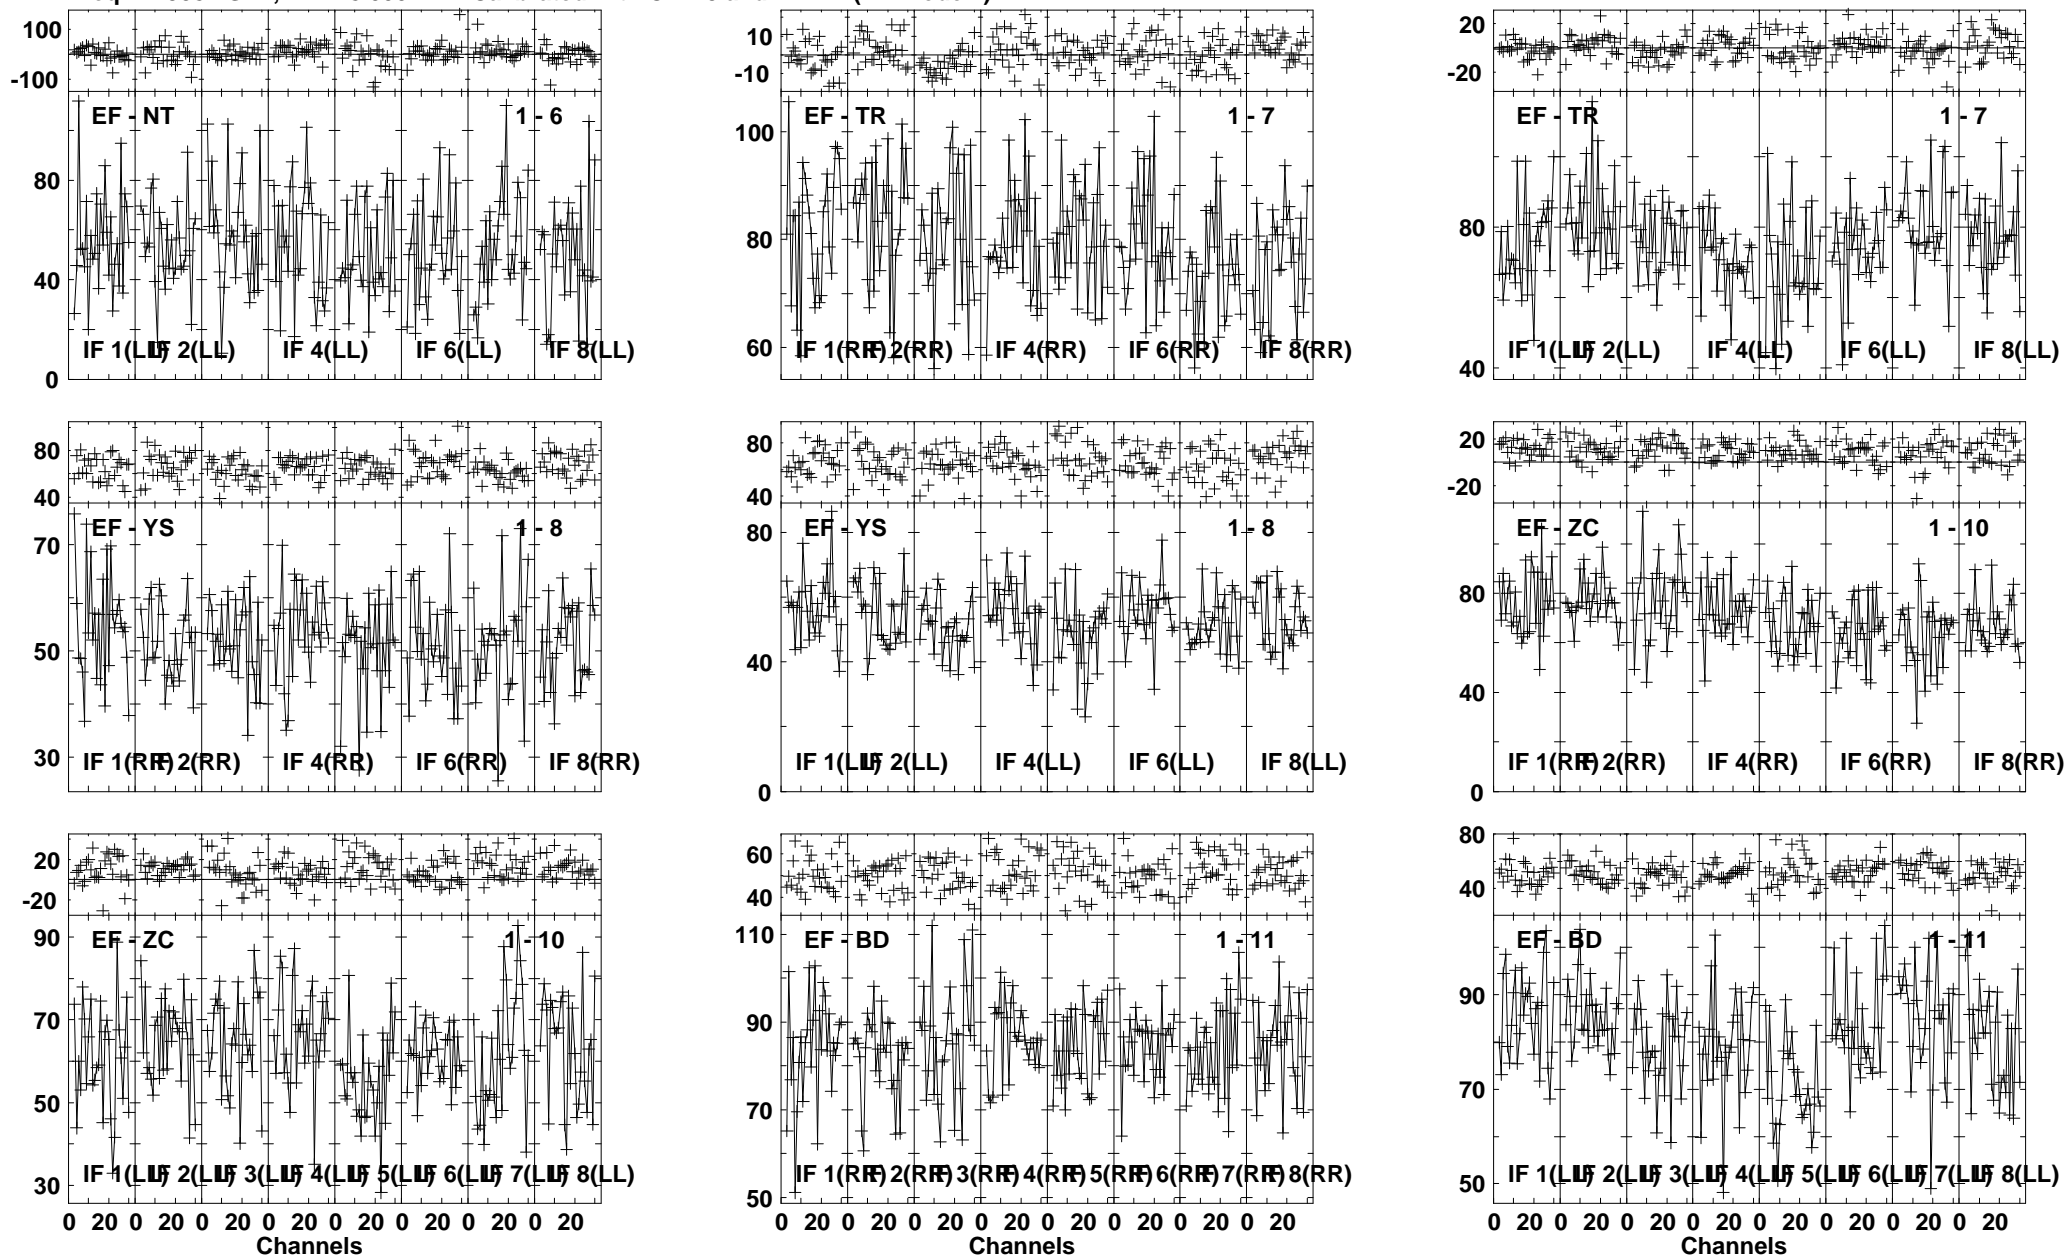 100
-100
EF - NT 1 - 6
80
40
0
IF 1(LL) IF 2(LL) IF 4(LL) IF 6(LL) IF 8(LL)
10
-10
EF - TR 1 - 7
100
80
60
IF 1(RR) IF 2(RR) IF 4(RR) IF 6(RR) IF 8(RR)
20
-20
EF - TR 1 - 7
80
40
IF 1(LL) IF 2(LL) IF 4(LL) IF 6(LL) IF 8(LL)
80
40
EF - YS 1 - 8
70
50
30
IF 1(RR) IF 2(RR) IF 4(RR) IF 6(RR) IF 8(RR)
80
40
EF - YS 1 - 8
80
40
0
IF 1(LL) IF 2(LL) IF 4(LL) IF 6(LL) IF 8(LL)
20
-20
EF - ZC 1 - 10
80
40
0
IF 1(RR) IF 2(RR) IF 4(RR) IF 6(RR) IF 8(RR)
20
-20
EF - ZC 1 - 10
90
70
50
30
IF 1(LL) IF 2(LL) IF 3(LL) IF 4(LL) IF 5(LL) IF 6(LL) IF 7(LL) IF 8(LL)
0 20 0 20 0 20 0 20 0 20 0 20 0 20 0 20
Channels
60
40
EF - BD 1 - 11
110
90
70
50
IF 1(RR) IF 2(RR) IF 3(RR) IF 4(RR) IF 5(RR) IF 6(RR) IF 7(RR) IF 8(RR)
0 20 0 20 0 20 0 20 0 20 0 20 0 20 0 20
Channels
80
40
EF - BD 1 - 11
90
70
50
IF 1(LL) IF 2(LL) IF 3(LL) IF 4(LL) IF 5(LL) IF 6(LL) IF 7(LL) IF 8(LL)
0 20 0 20 0 20 0 20 0 20 0 20 0 20 0 20
Channels